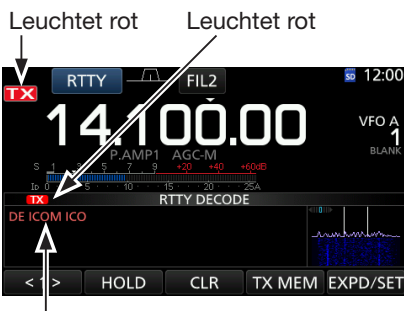 Leuchtet rot Leuchtet rot
TX RTTY FIL2 SD 12:00
14.100.00 VFO A
1
P.AMP1 AGC-M BLANK
S 1 3 5 7 9 +20 +40 +60dB
ID 0 5 10 15 20 25A
TX RTTY DECODE
DE ICOM ICO
< 1 > HOLD CLR TX MEM EXPD/SET